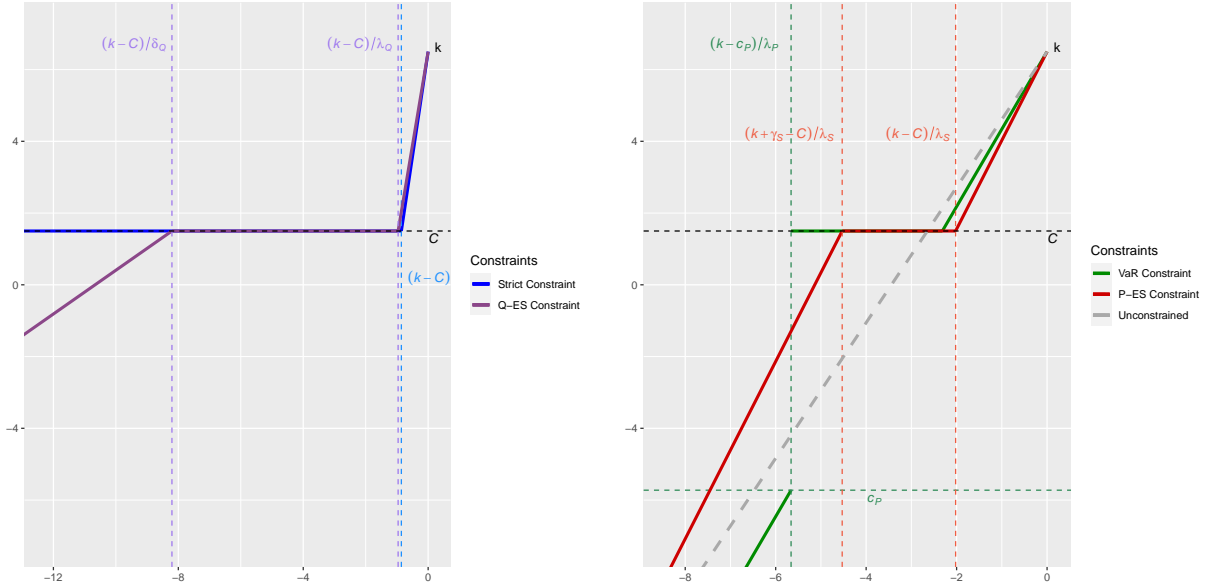 (k−C)/δ_Q
(k−C)/λ_Q
k
4
C
(k−C)
0
−4
−12
−8
−4
0
Constraints
Strict Constraint
Q−ES Constraint
(k−c_P)/λ_P
k
4
(k+γ_S−C)/λ_S
(k−C)/λ_S
C
0
−4
c_P
−8
−6
−4
−2
0
Constraints
VaR Constraint
P−ES Constraint
Unconstrained